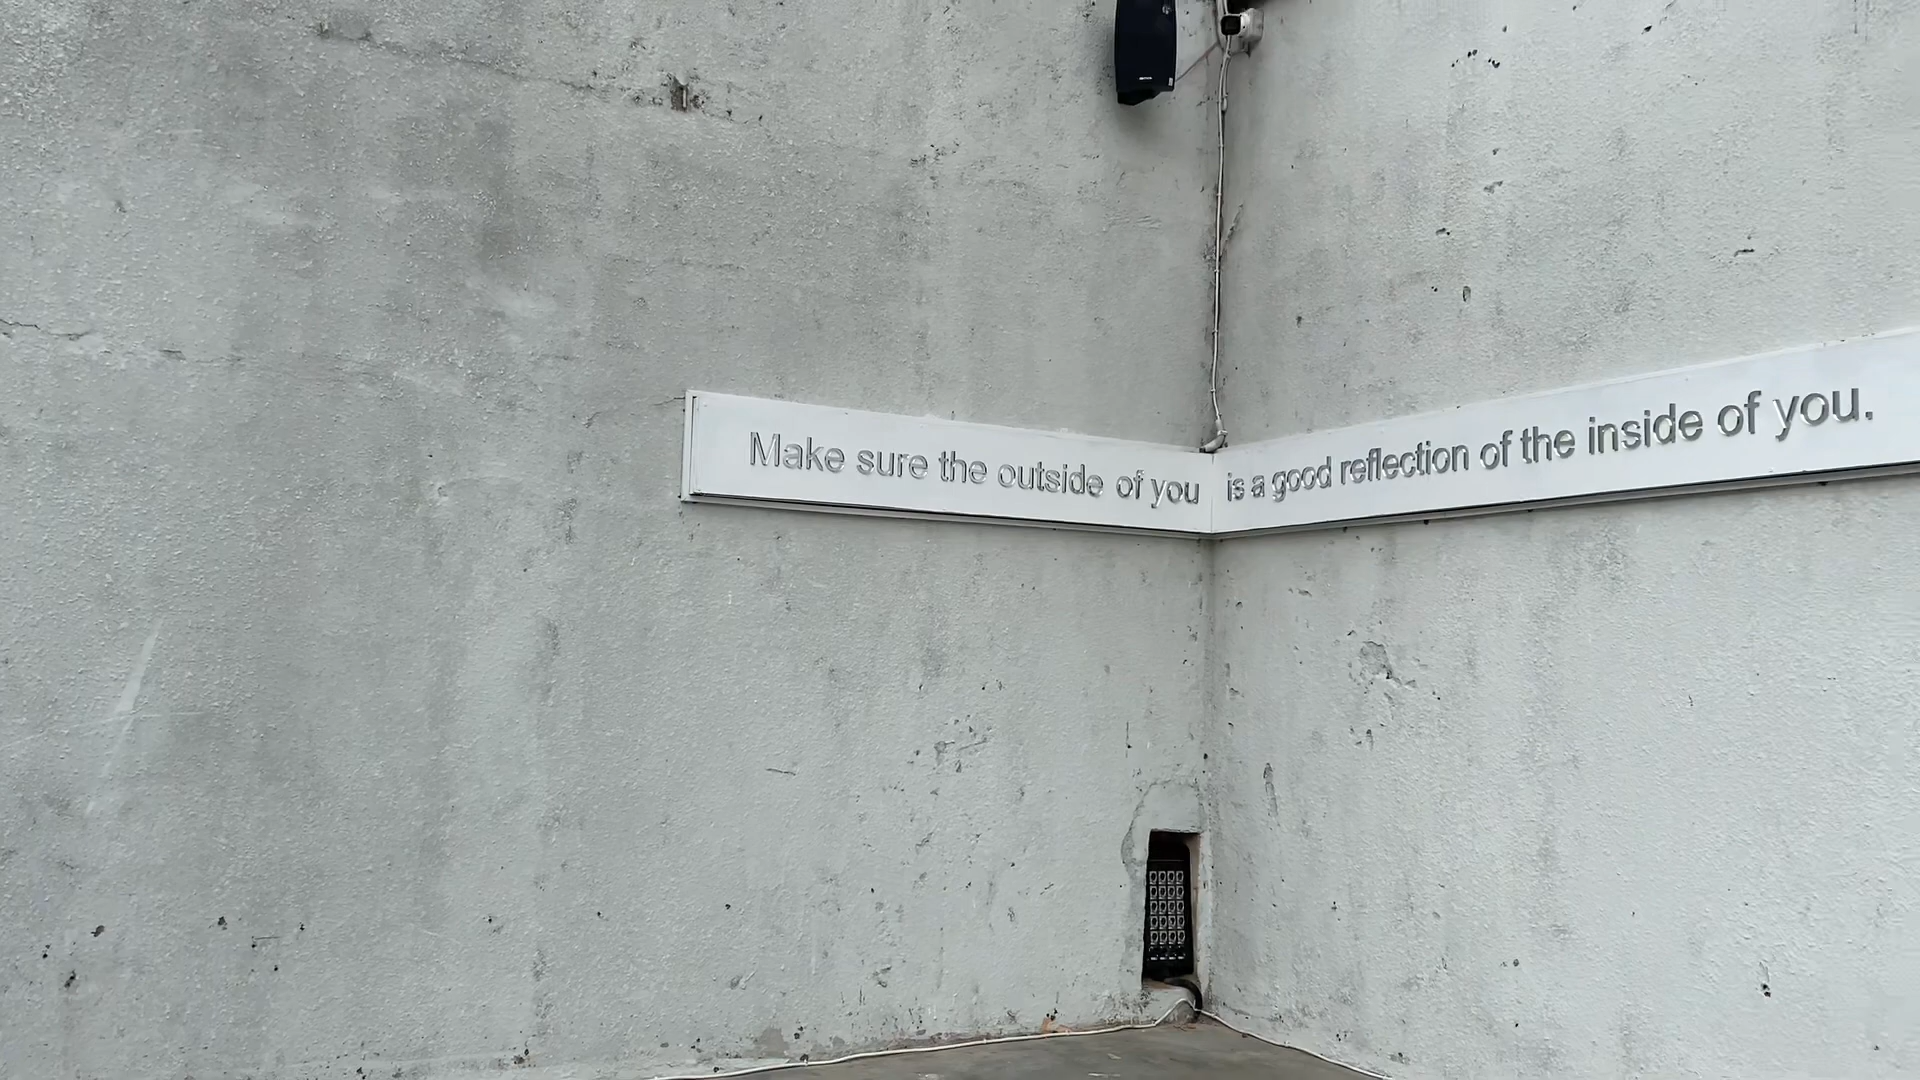 Make sure the outside of you is a good reflection of the inside of you.